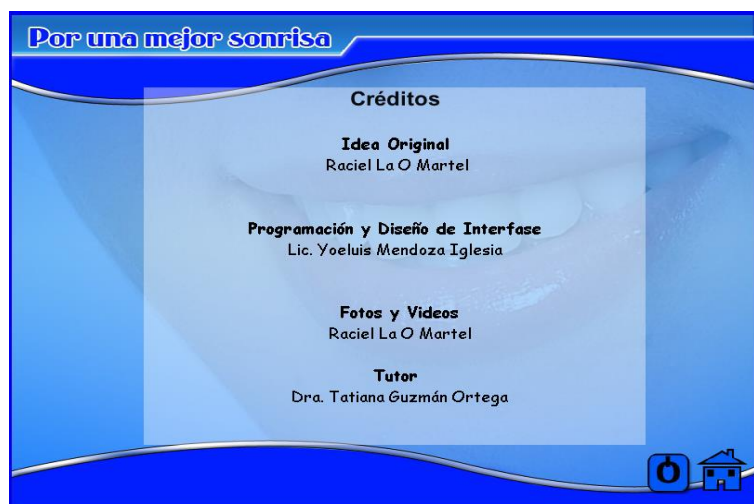 Por una mejor sonrisa
Créditos
Idea Original
Raciel La O Martel
Programación y Diseño de Interfase
Lic. Yoeluis Mendoza Iglesia
Fotos y Videos
Raciel La O Martel
Tutor
Dra. Tatiana Guzmán Ortega